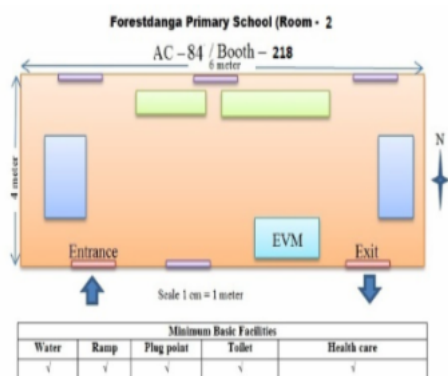 Forestdanga Primary School (Room - 2
AC – 84 / Booth – 218
6 meter
4 meter
N
EVM
Entrance
Exit
Scale 1 cm = 1 meter
Minimum Basic Facilities
Water Ramp Plug point Toilet Health care
√ √ √ √ √